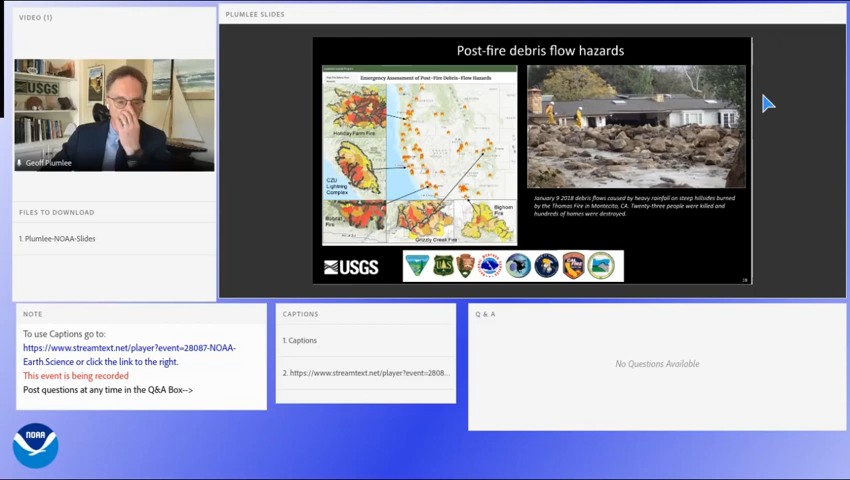 VIDEO (1)
USGS
Geoff Plumlee
FILES TO DOWNLOAD
1. Plumlee-NOAA-Slides
PLUMLEE SLIDES
Post-fire debris flow hazards
Emergency Assessment of Post-Fire Debris-Flow Hazards
Holiday Farm Fire
CZU
Lightning
Complex
Bobcat
Fire
Grizzly Creek Fire
Bighorn
Fire
January 9 2018 debris flows caused by heavy rainfall on steep hillsides burned
by the Thomas Fire in Montecito, CA. Twenty-three people were killed and
hundreds of homes were destroyed.
USGS
NOTE
To use Captions go to:
https://www.streamtext.net/player?event=28087-NOAA-
Earth.Science or click the link to the right.
This event is being recorded
Post questions at any time in the Q&A Box-->
CAPTIONS
1. Captions
2. https://www.streamtext.net/player?event=2808...
Q & A
No Questions Available
NOAA